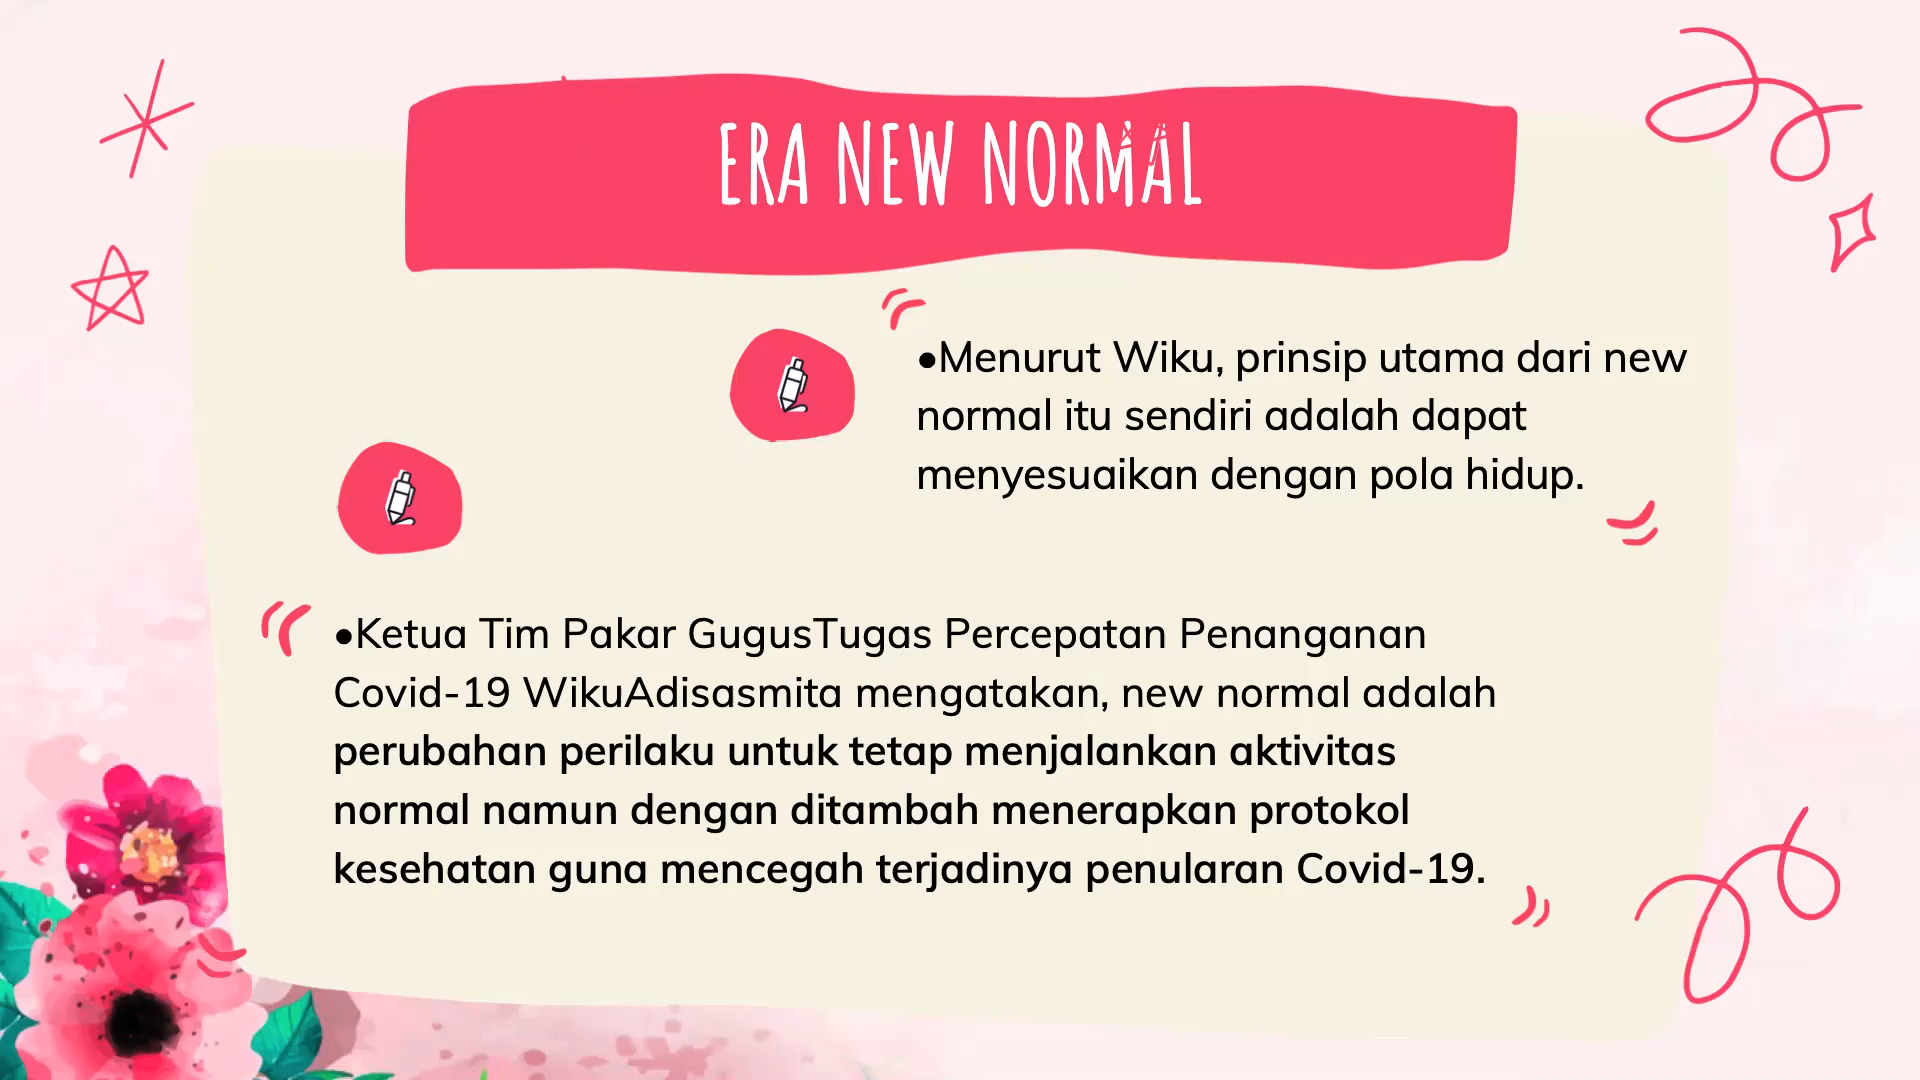 ERA NEW NORMAL
•Menurut Wiku, prinsip utama dari new
normal itu sendiri adalah dapat
menyesuaikan dengan pola hidup.
•Ketua Tim Pakar GugusTugas Percepatan Penanganan
Covid-19 WikuAdisasmita mengatakan, new normal adalah
perubahan perilaku untuk tetap menjalankan aktivitas
normal namun dengan ditambah menerapkan protokol
kesehatan guna mencegah terjadinya penularan Covid-19.